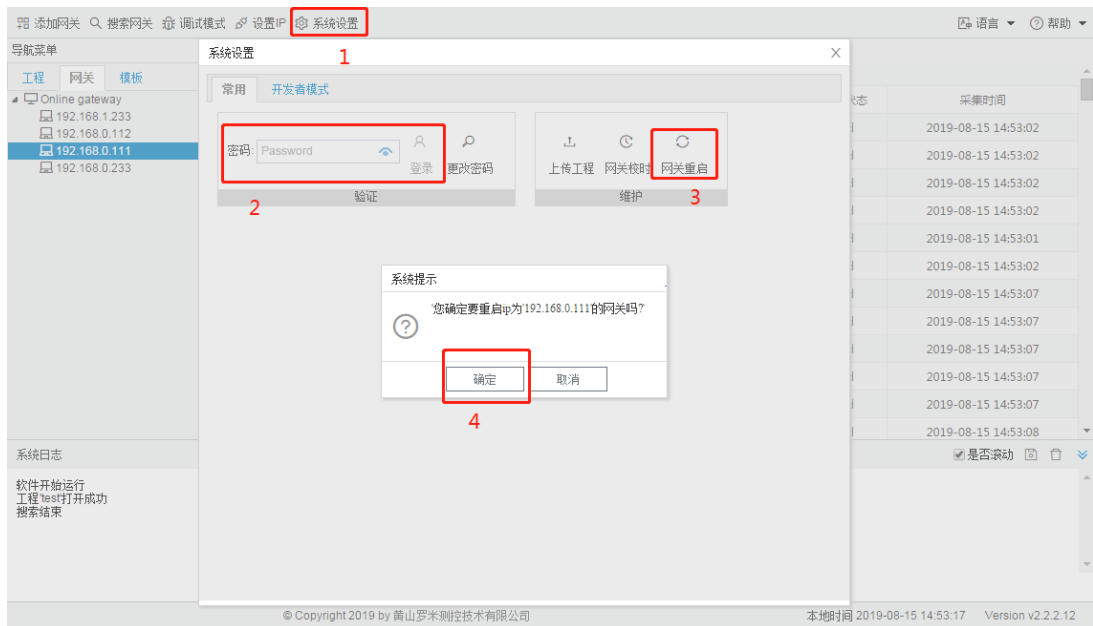 添加网关 搜索网关 调试模式 设置IP 系统设置 语言 帮助
1
导航菜单
系统设置
工程 网关 模板
常用 开发者模式
Online gateway
192.168.1.233
192.168.0.112
192.168.0.111
192.168.0.233
密码: Password
登录 更改密码
验证
2
上传工程 网关校时 网关重启
维护
3
系统提示
'您确定要重启ip为'192.168.0.111'的网关吗?'
确定 取消
4
态 采集时间
2019-08-15 14:53:02
2019-08-15 14:53:02
2019-08-15 14:53:02
2019-08-15 14:53:02
2019-08-15 14:53:01
2019-08-15 14:53:02
2019-08-15 14:53:07
2019-08-15 14:53:07
2019-08-15 14:53:07
2019-08-15 14:53:07
2019-08-15 14:53:07
2019-08-15 14:53:08
系统日志 是否滚动
软件开始运行
工程'test'打开成功
搜索结束
© Copyright 2019 by 黄山罗米测控技术有限公司 本地时间 2019-08-15 14:53:17 Version v2.2.2.12